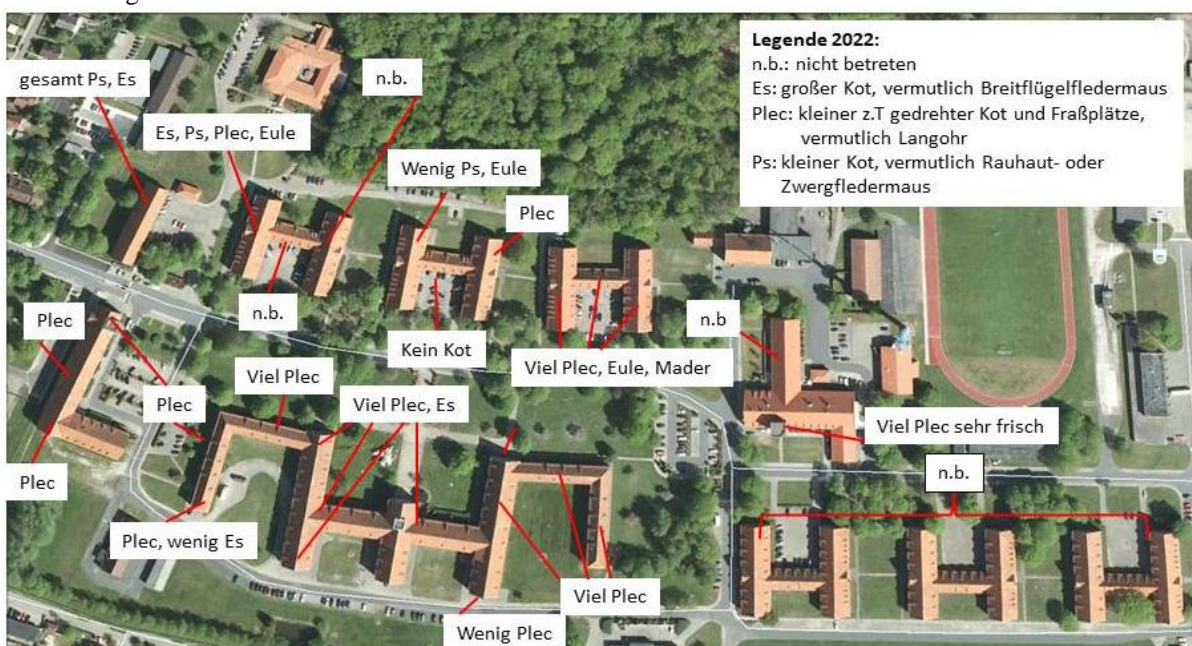 Legende 2022:
n.b.: nicht betreten
Es: großer Kot, vermutlich Breitflügelfledermaus
Plec: kleiner z.T gedrehter Kot und Fraßplätze,
vermutlich Langohr
Ps: kleiner Kot, vermutlich Rauhaut- oder
Zwergfledermaus
gesamt Ps, Es
n.b.
Es, Ps, Plec, Eule
Wenig Ps, Eule
Plec
n.b.
Kein Kot
Viel Plec, Eule, Mader
n.b
Plec
Viel Plec
Plec
Viel Plec, Es
Viel Plec sehr frisch
n.b.
Plec
Plec, wenig Es
Viel Plec
Wenig Plec